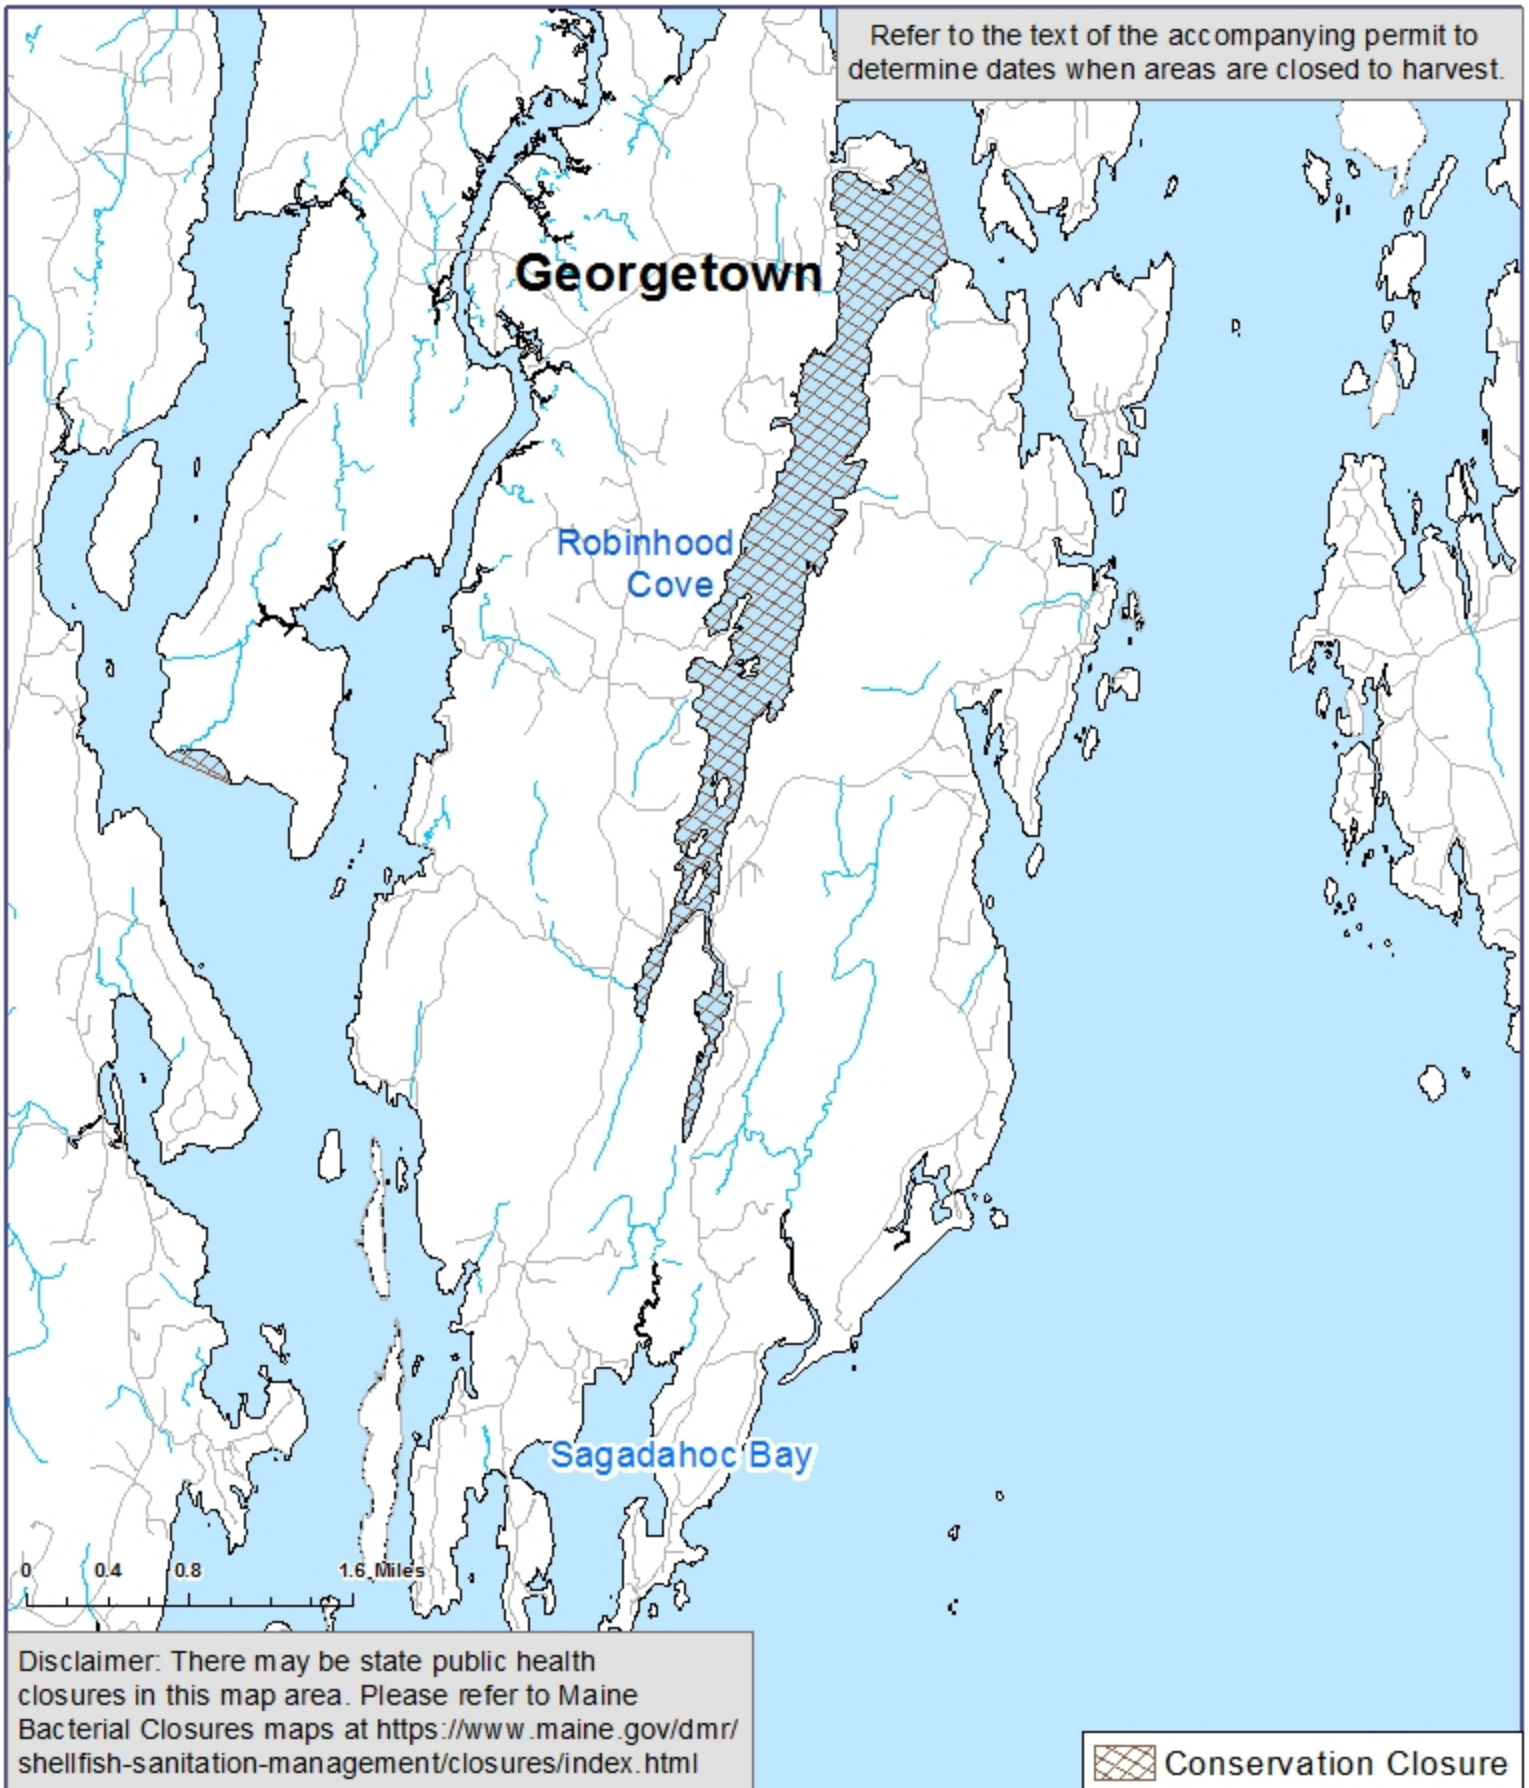 Refer to the text of the accompanying permit to
determine dates when areas are closed to harvest.
Georgetown
Robinhood
Cove
Sagadahoc Bay
0 0.4 0.8 1.6 Miles
Disclaimer: There may be state public health
closures in this map area. Please refer to Maine
Bacterial Closures maps at https://www.maine.gov/dmr/
shellfish-sanitation-management/closures/index.html
Conservation Closure